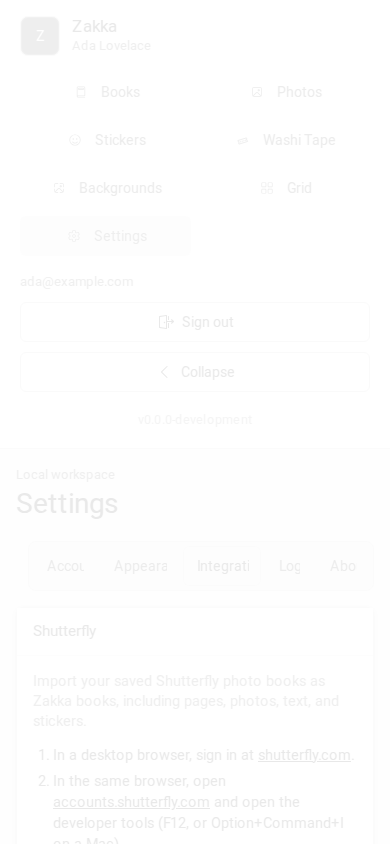 Z
Zakka
Ada Lovelace
Books
Photos
Stickers
Washi Tape
Backgrounds
Grid
Settings
ada@example.com
Sign out
Collapse
v0.0.0-development
Local workspace
Settings
Accou
Appeara
Integrati
Log
Abo
Shutterfly
Import your saved Shutterfly photo books as
Zakka books, including pages, photos, text, and
stickers.
1. In a desktop browser, sign in at shutterfly.com.
2. In the same browser, open
accounts.shutterfly.com and open the
developer tools (F12, or Option+Command+I
on a Mac)